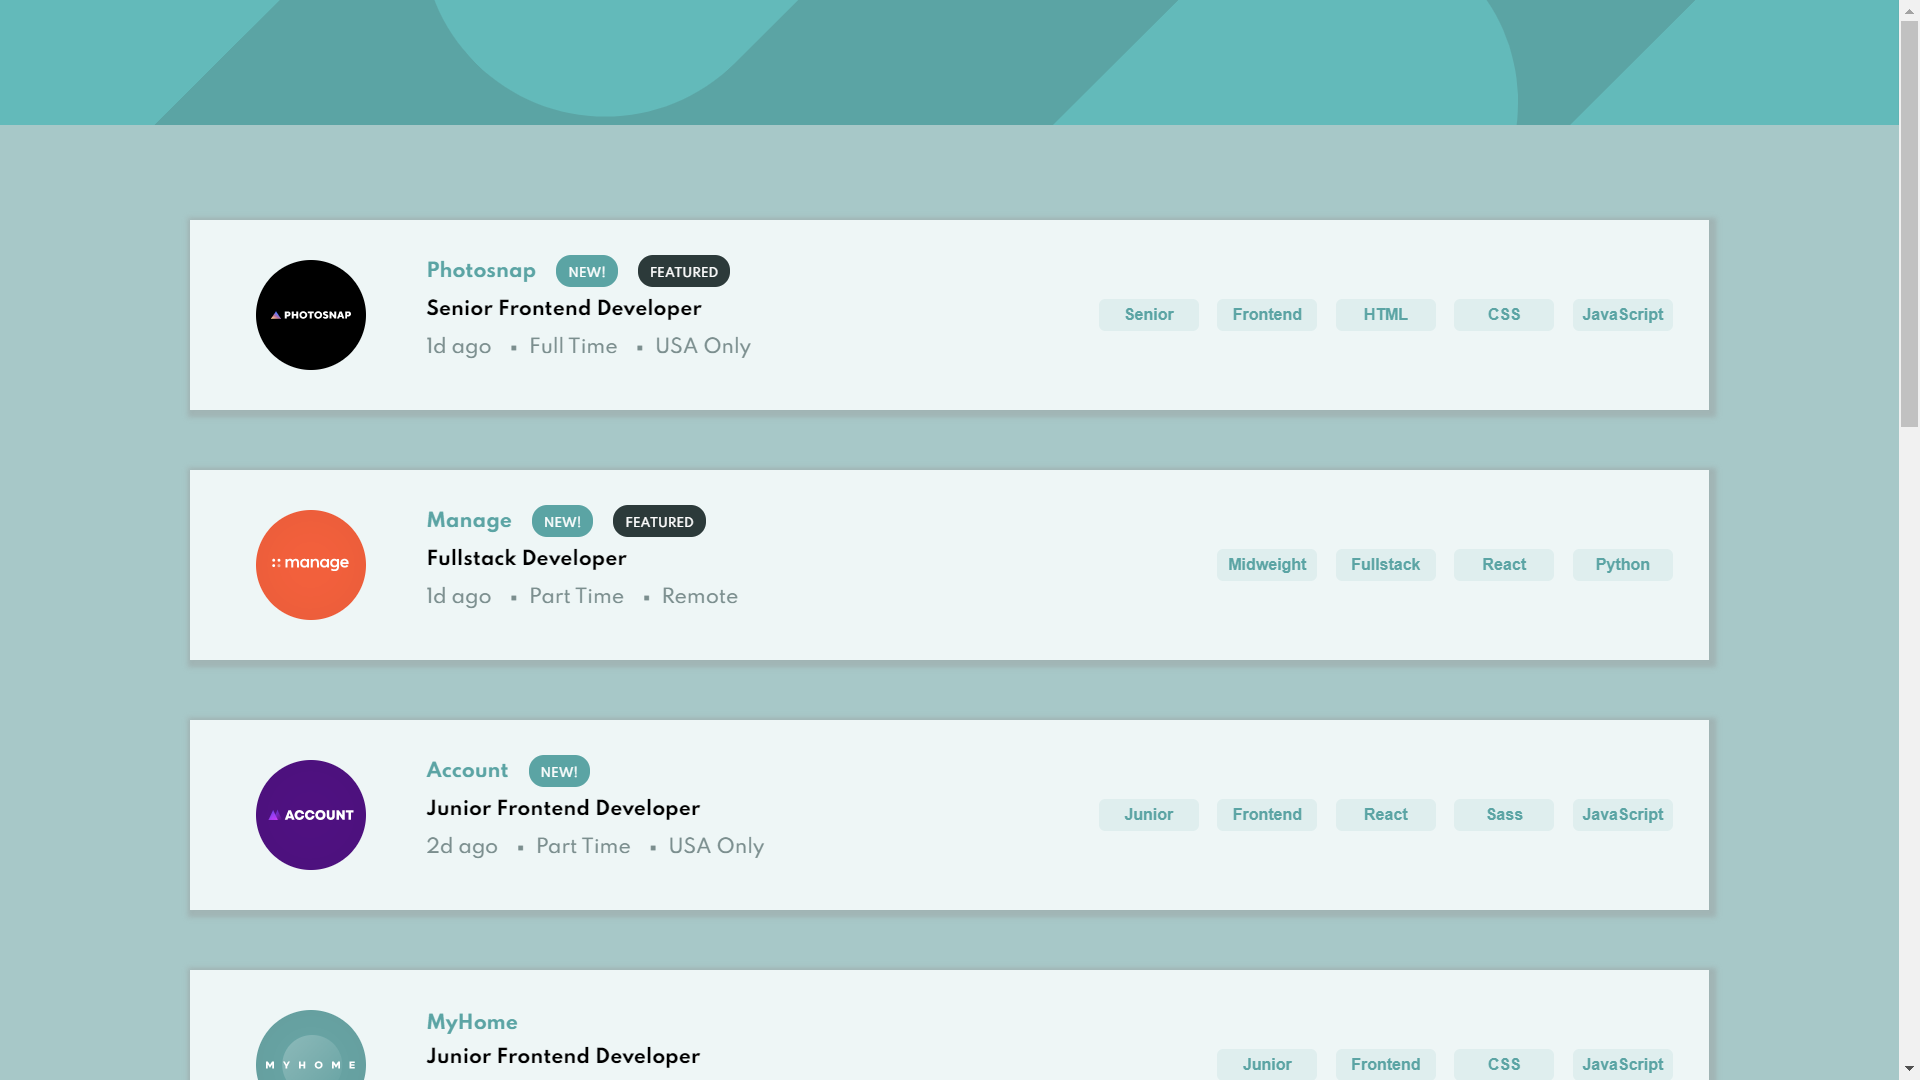 PHOTOSNAP
Photosnap NEW! FEATURED
Senior Frontend Developer
1d ago Full Time USA Only
Senior Frontend HTML CSS JavaScript
manage
Manage NEW! FEATURED
Fullstack Developer
1d ago Part Time Remote
Midweight Fullstack React Python
ACCOUNT
Account NEW!
Junior Frontend Developer
2d ago Part Time USA Only
Junior Frontend React Sass JavaScript
MYHOME
MyHome
Junior Frontend Developer
Junior Frontend CSS JavaScript